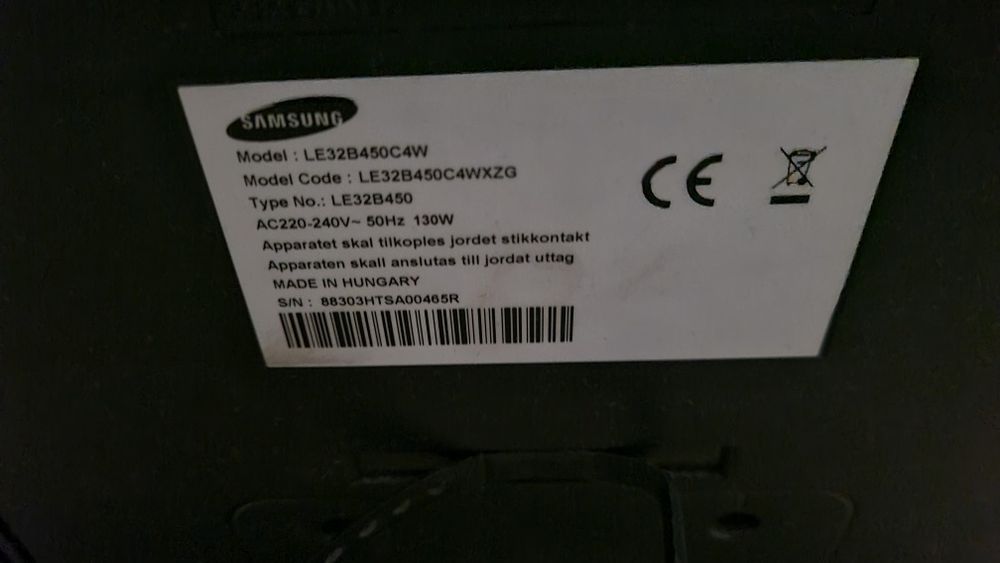 SAMSUNG
Model : LE32B450C4W
Model Code : LE32B450C4WXZG
Type No.: LE32B450
AC220-240V~ 50Hz 130W
Apparatet skal tilkoples jordet stikkontakt
Apparaten skall anslutas till jordat uttag
MADE IN HUNGARY
S/N : 88303HTSA00465R
CE